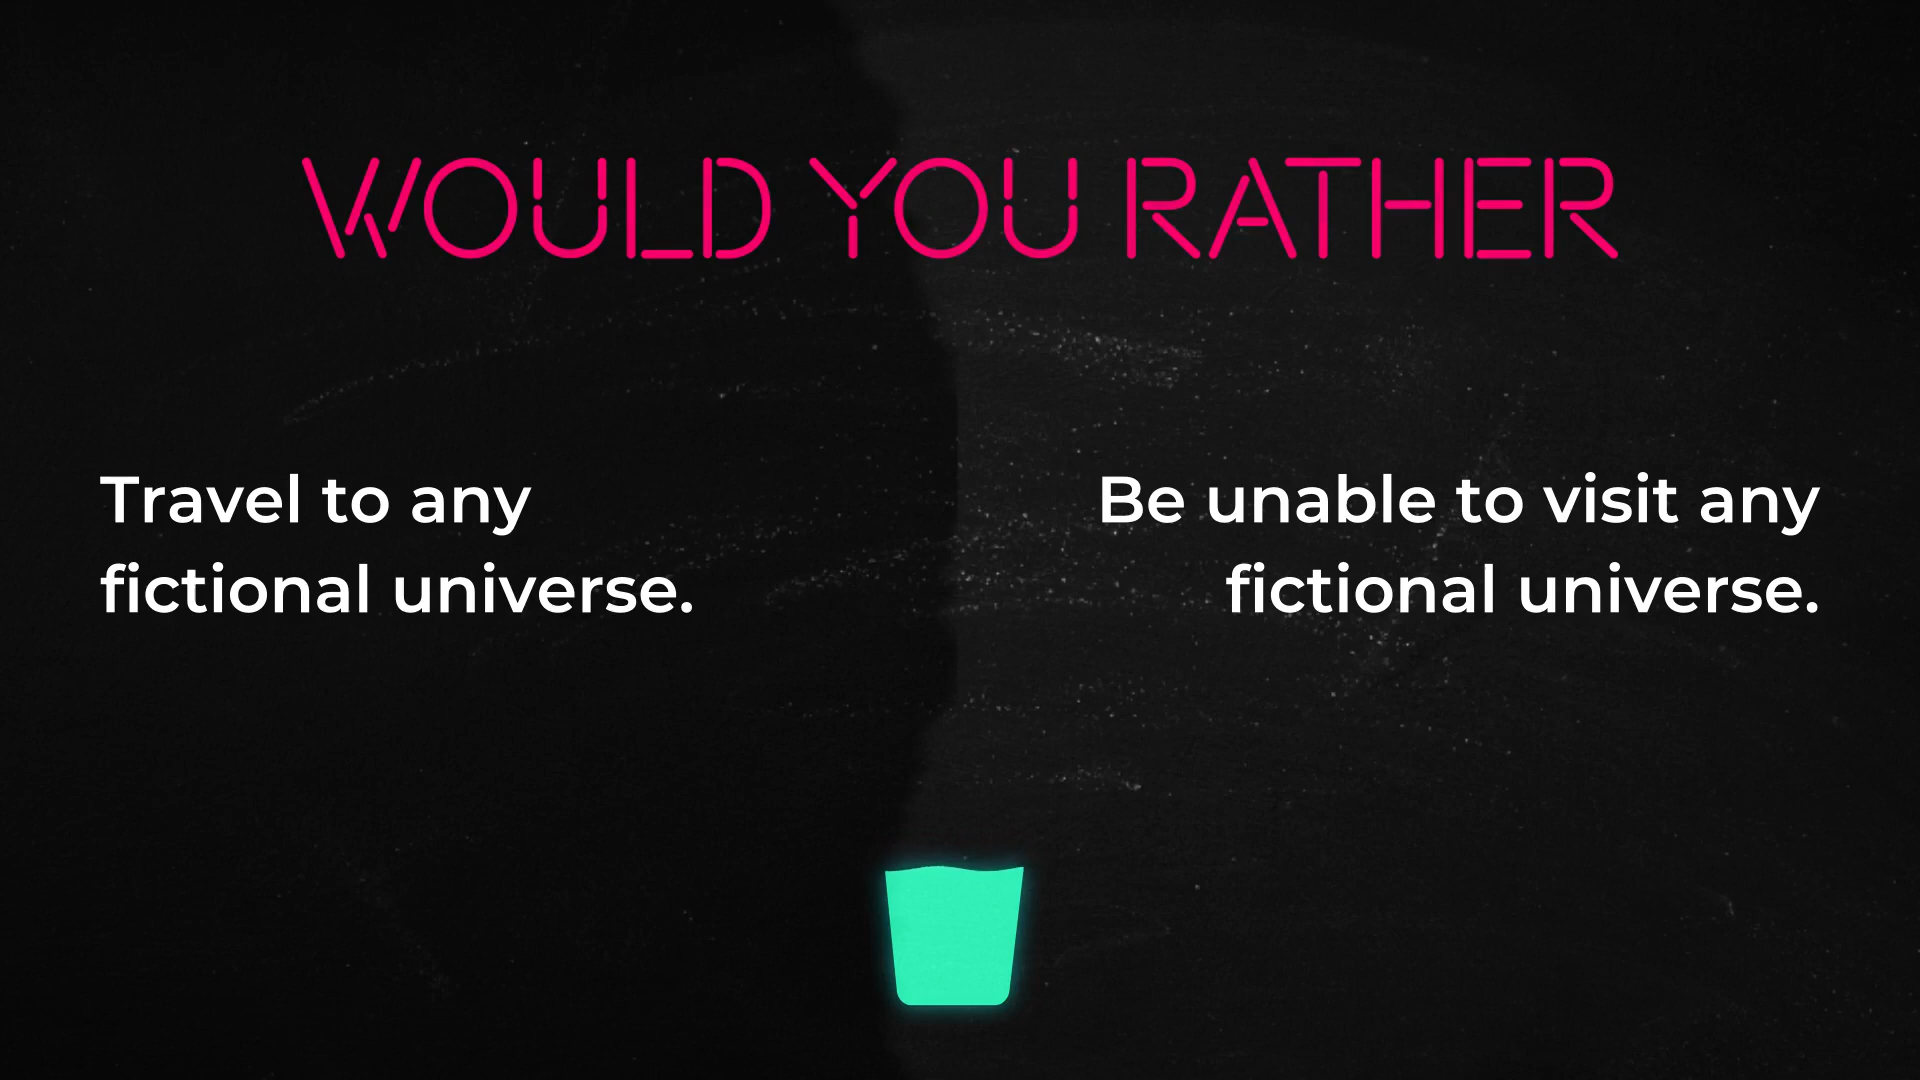 WOULD YOU RATHER
Travel to any
fictional universe.
Be unable to visit any
fictional universe.